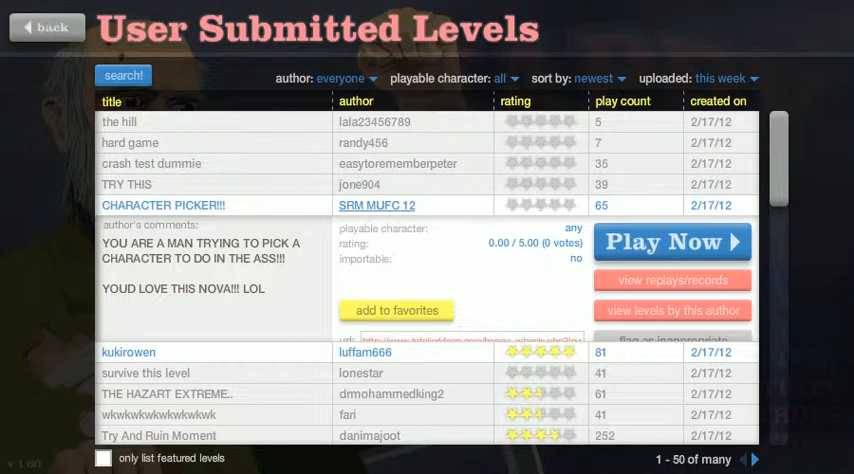 back
User Submitted Levels
search!
author: everyone playable character: all sort by: newest uploaded: this week
title author rating play count created on
the hill lala23456789 5 2/17/12
hard game randy456 7 2/17/12
crash test dummie easytorememberpeter 35 2/17/12
TRY THIS jone904 39 2/17/12
CHARACTER PICKER!!! SRM MUFC 12 65 2/17/12
author's comments:
YOU ARE A MAN TRYING TO PICK A
CHARACTER TO DO IN THE ASS!!!
YOUD LOVE THIS NOVA!!! LOL
playable character: any
rating: 0.00 / 5.00 (0 votes)
importable: no
add to favorites
Play Now
view replays/records
view levels by this author
flag as inappropriate
url:
kukirowen luffam666 81 2/17/12
survive this level lonestar 41 2/17/12
THE HAZART EXTREME.. drmohammedking2 61 2/17/12
wkwkwkwkwkwkwkwk fari 41 2/17/12
Try And Ruin Moment danimajoot 252 2/17/12
only list featured levels
1 - 50 of many
v 1.60